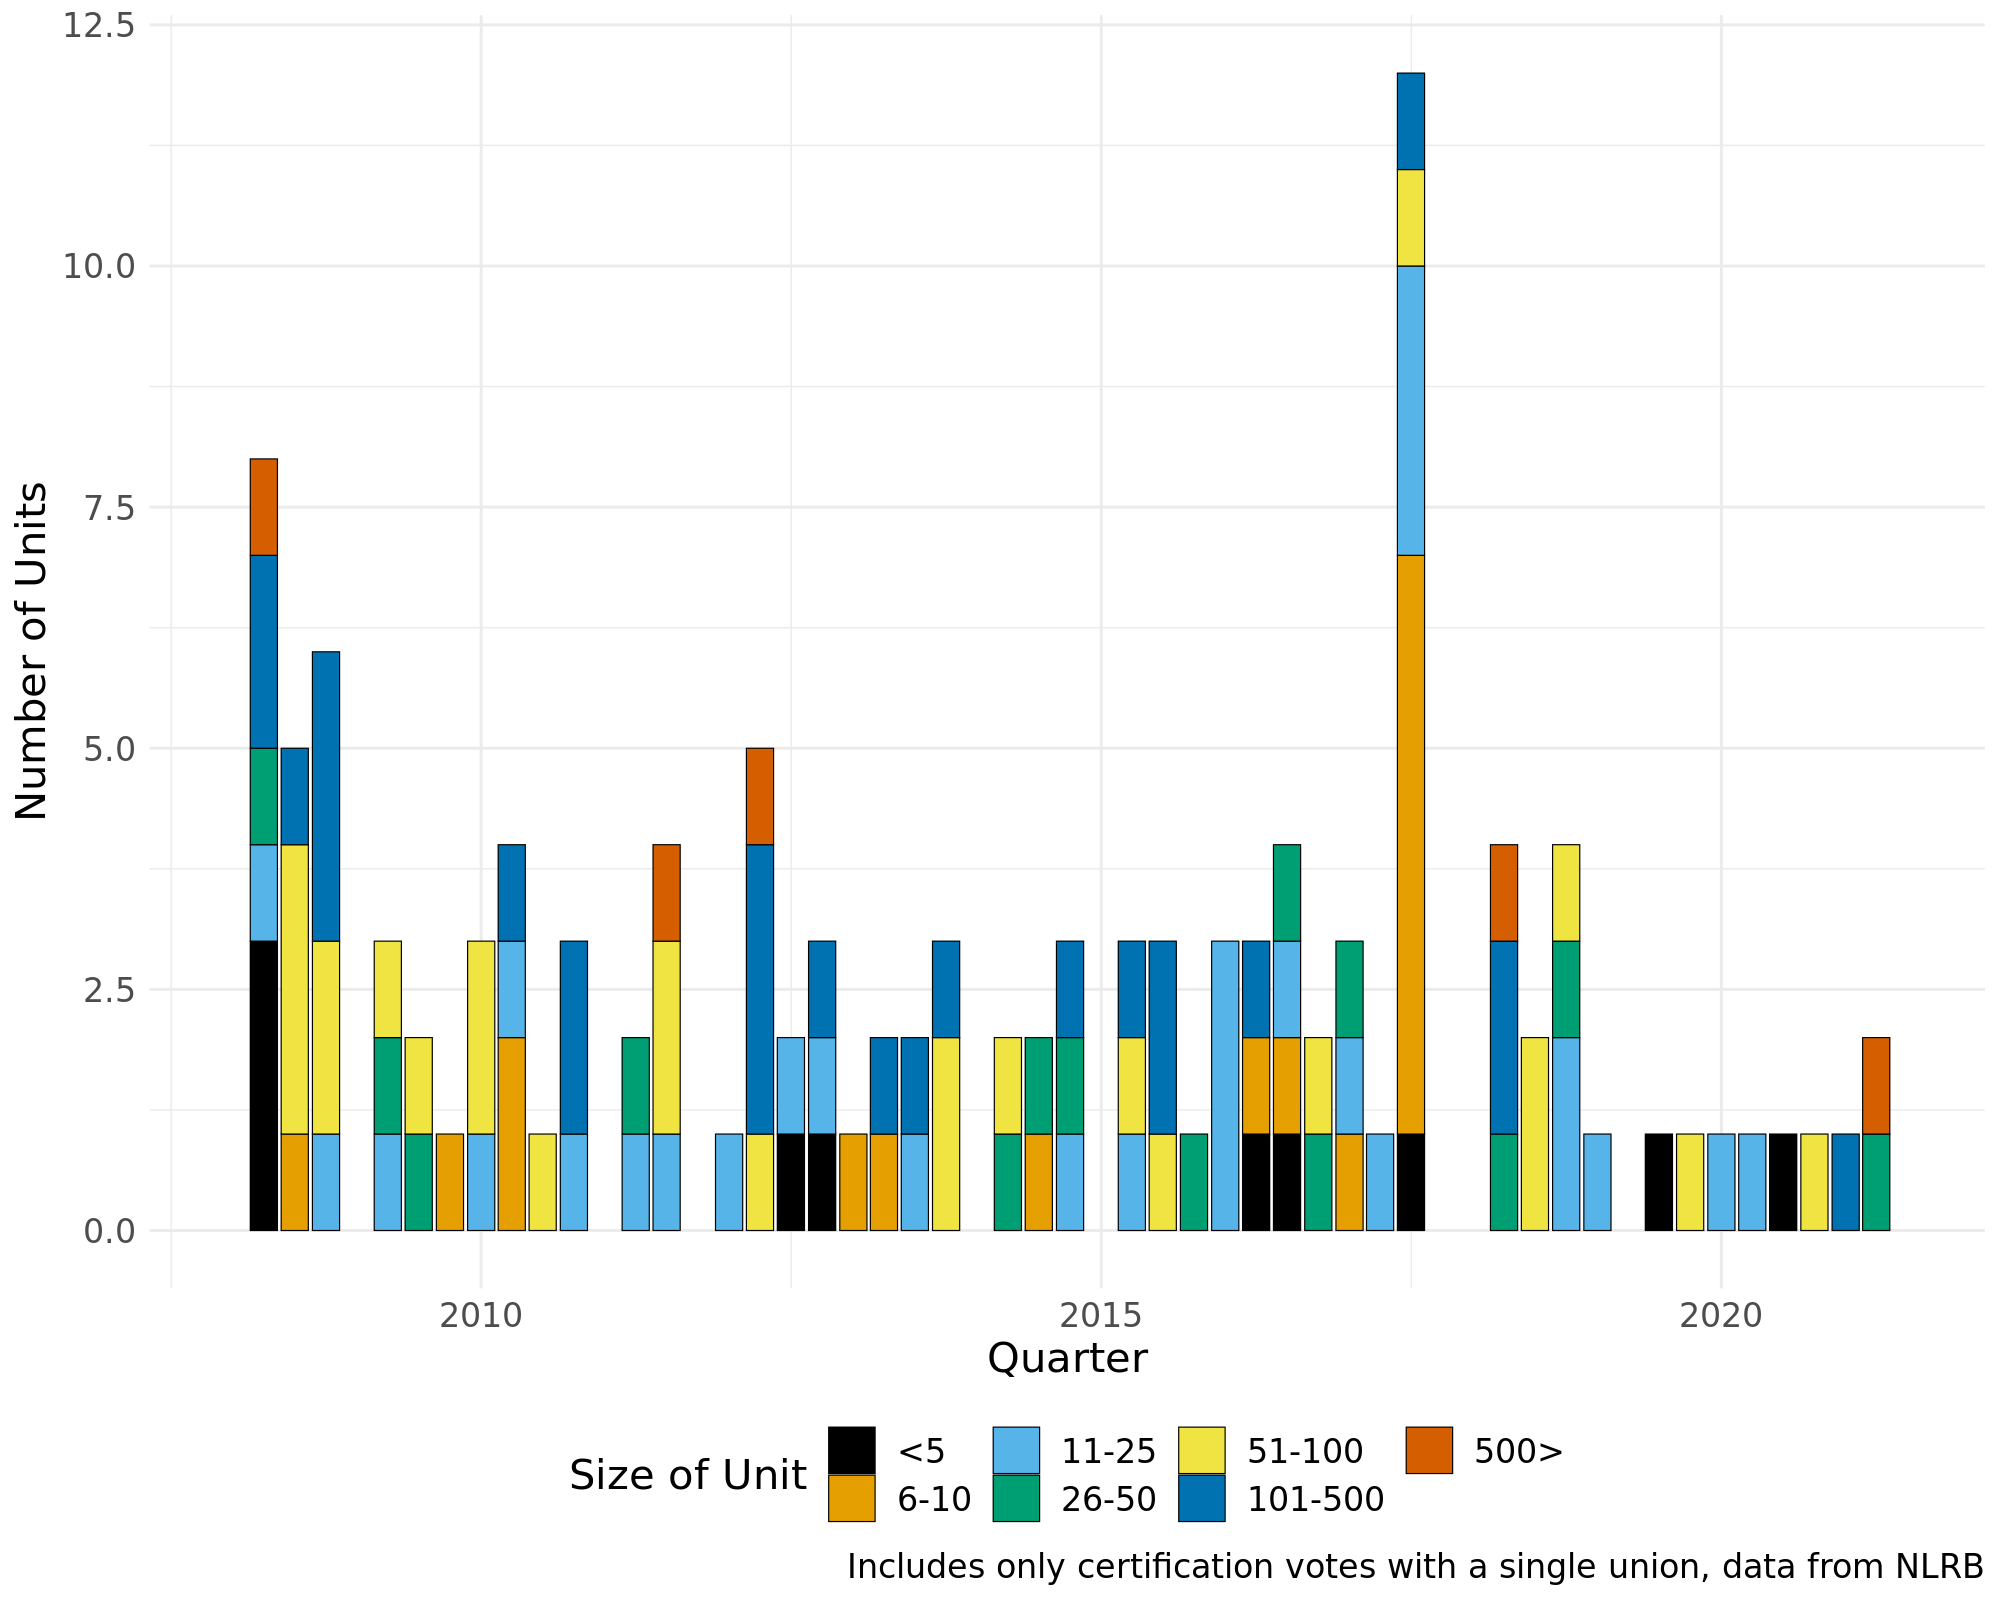 12.5
10.0
7.5
5.0
2.5
0.0
Number of Units
2010 2015 2020
Quarter
Size of Unit
<5 11-25 51-100 500>
6-10 26-50 101-500
Includes only certification votes with a single union, data from NLRB